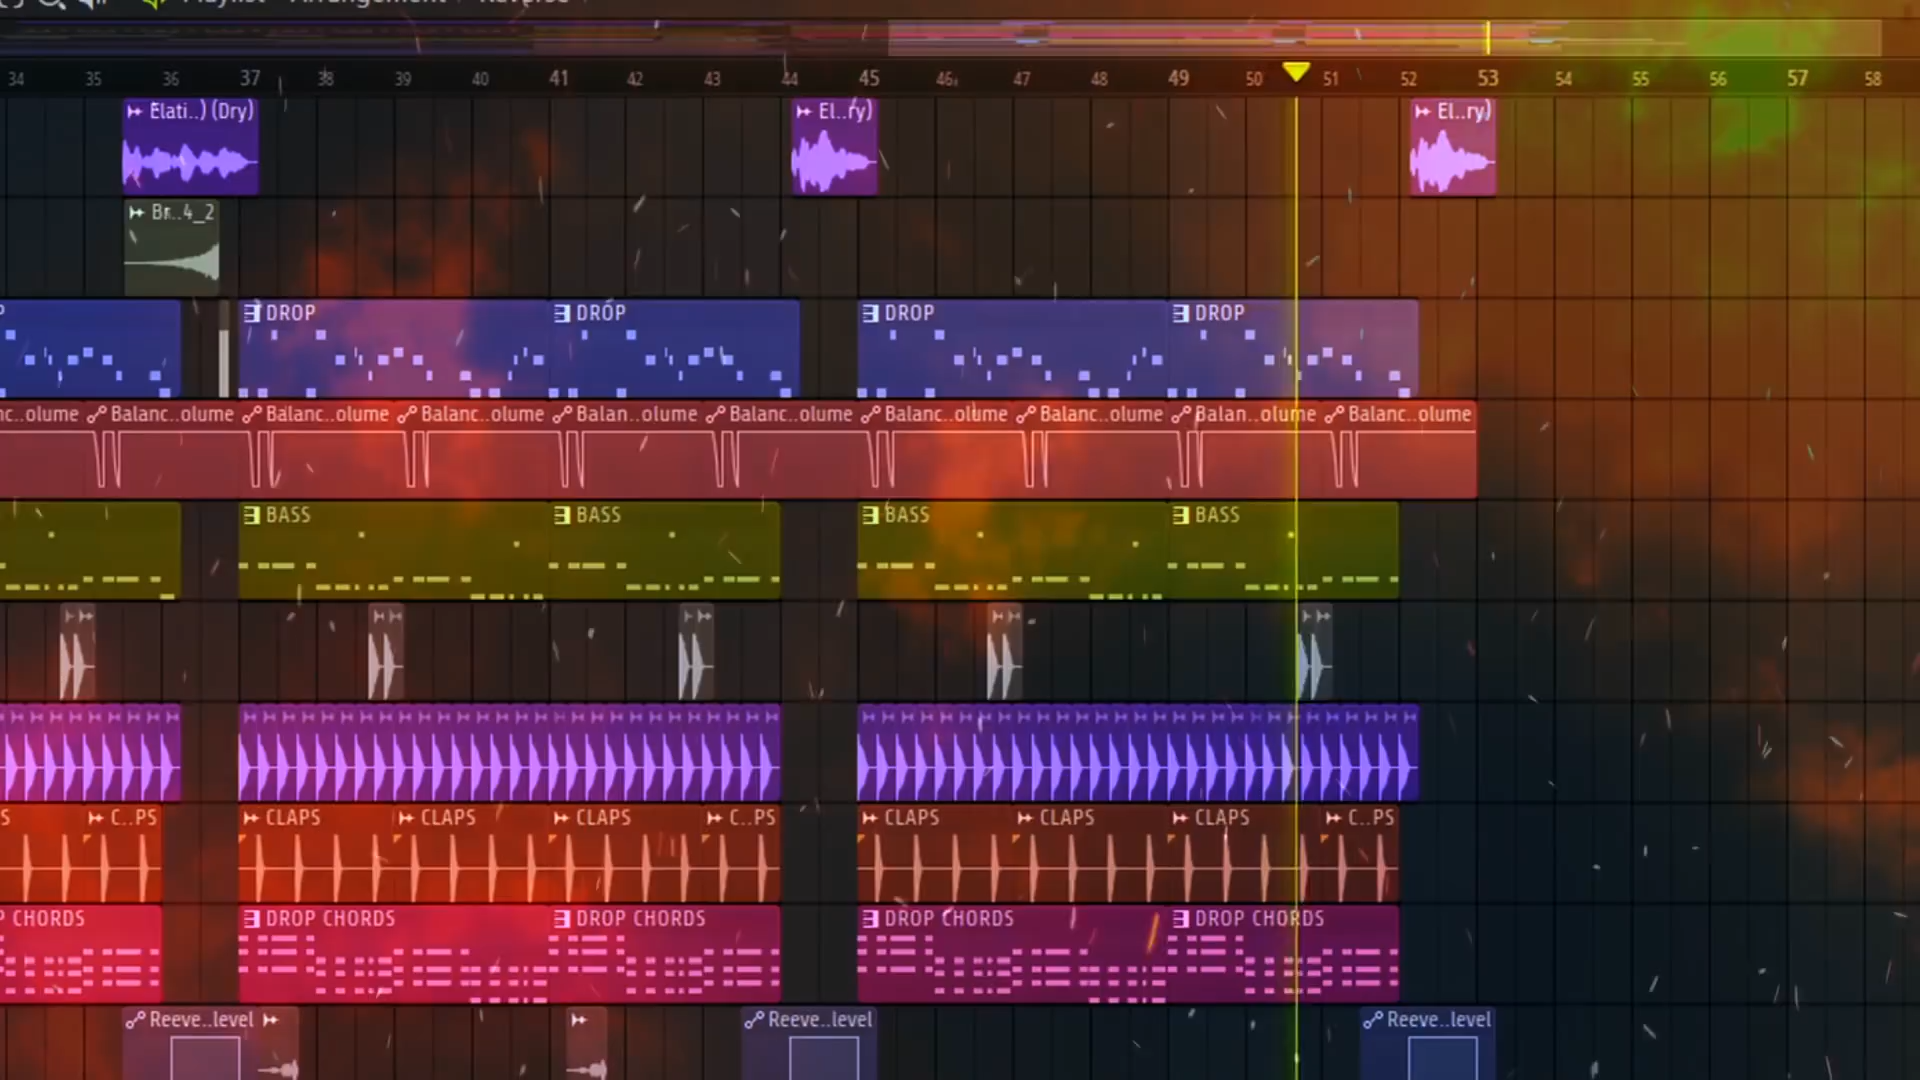 Playlist - Arrangement › Reverse ›
34 35 36 37 38 39 40 41 42 43 44 45 46 47 48 49 50 51 52 53 54 55 56 57 58
Elati..) (Dry) El..ry) El..ry)
Br..4_2
DROP DROP DROP DROP
nc..olume Balanc..olume Balanc..olume Balanc..olume Balan..olume Balanc..olume Balanc..olume Balanc..olume Balan..olume Balanc..olume
BASS BASS BASS BASS
S C..PS CLAPS CLAPS CLAPS C..PS CLAPS CLAPS CLAPS C..PS
P CHORDS DROP CHORDS DROP CHORDS DROP CHORDS DROP CHORDS
Reeve..level Reeve..level Reeve..level